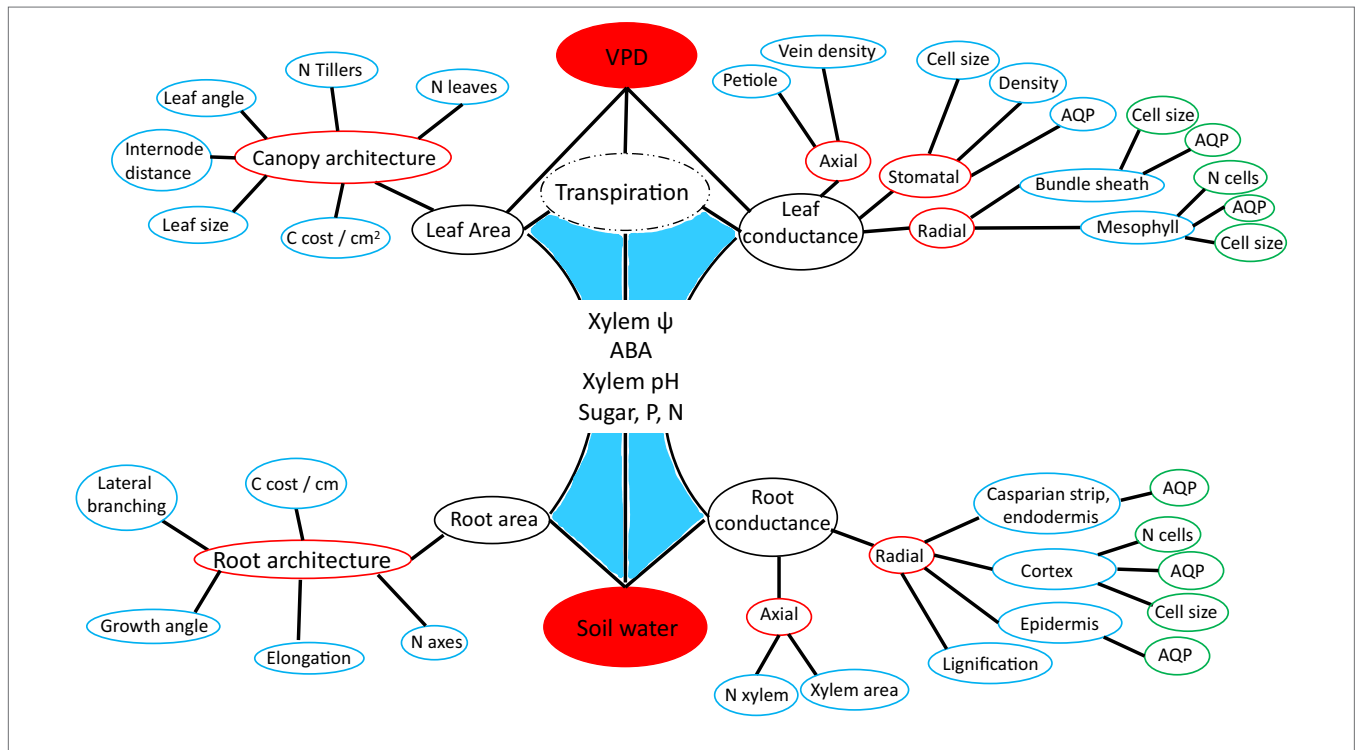 VPD
N Tillers
Leaf angle
N leaves
Internode
distance
Canopy architecture
Leaf size
C cost / cm²
Leaf Area
Transpiration
Petiole
Vein density
Axial
Leaf
conductance
Cell size
Density
AQP
Stomatal
Radial
Bundle sheath
Cell size
AQP
Mesophyll
N cells
AQP
Cell size
Xylem ψ
ABA
Xylem pH
Sugar, P, N
Lateral
branching
C cost / cm
Root area
Root architecture
Growth angle
Elongation
N axes
Soil water
Root
conductance
Axial
N xylem
Xylem area
Radial
Casparian strip,
endodermis
AQP
Cortex
N cells
AQP
Cell size
Epidermis
AQP
Lignification